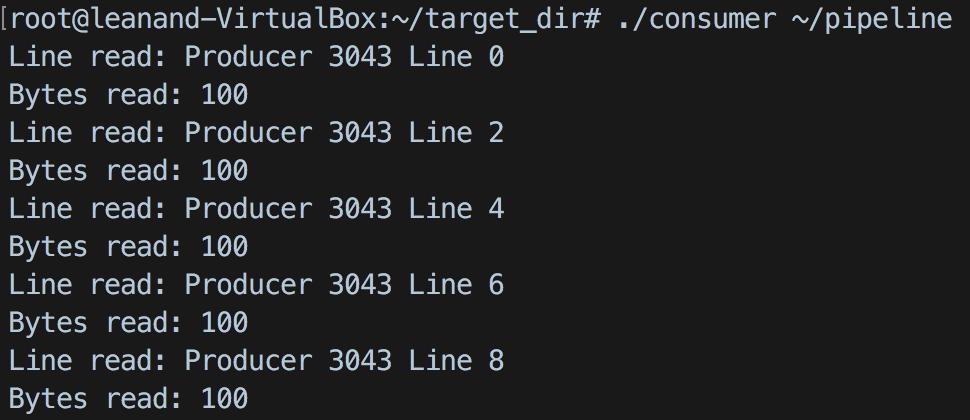 [root@leanand-VirtualBox:~/target_dir# ./consumer ~/pipeline
Line read: Producer 3043 Line 0
Bytes read: 100
Line read: Producer 3043 Line 2
Bytes read: 100
Line read: Producer 3043 Line 4
Bytes read: 100
Line read: Producer 3043 Line 6
Bytes read: 100
Line read: Producer 3043 Line 8
Bytes read: 100